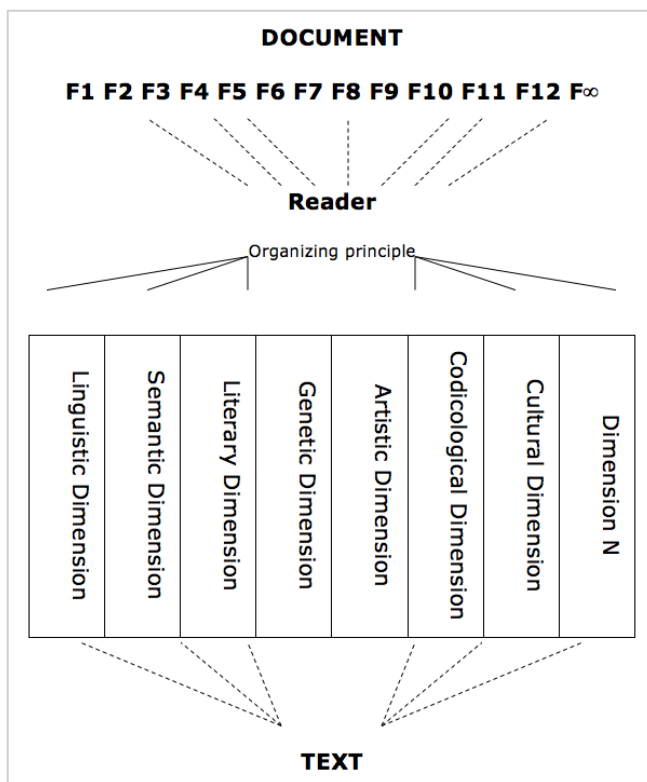 DOCUMENT
F1 F2 F3 F4 F5 F6 F7 F8 F9 F10 F11 F12 F∞
Reader
Organizing principle
Linguistic Dimension
Semantic Dimension
Literary Dimension
Genetic Dimension
Artistic Dimension
Codicological Dimension
Cultural Dimension
Dimension N
TEXT